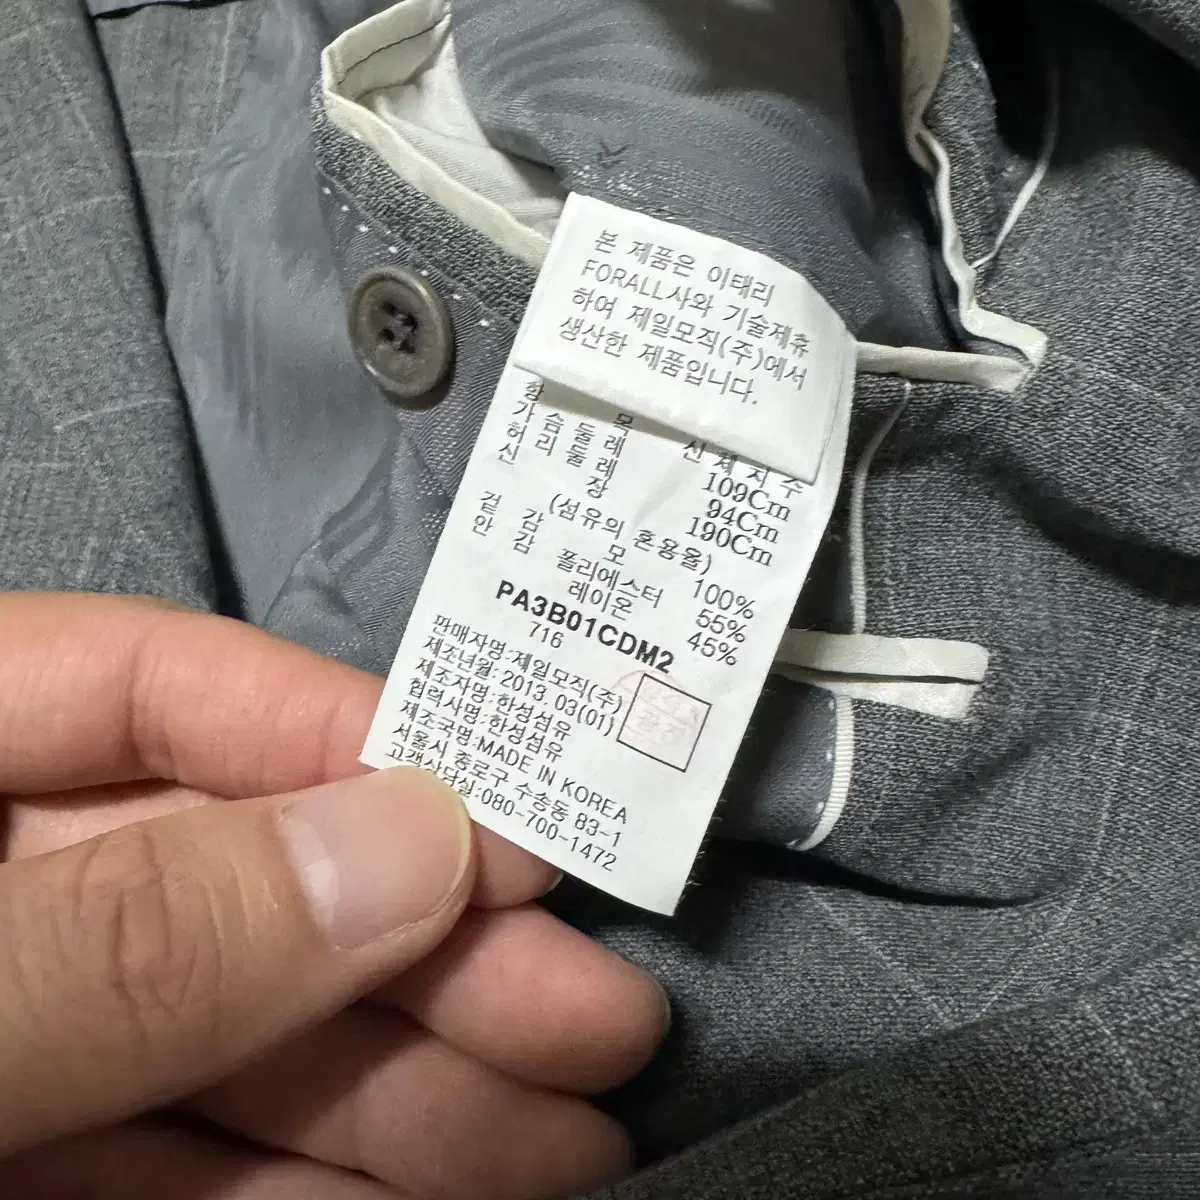 본 제품은 이태리
FORALL사와 기술제휴
하여 제일모직(주)에서
생산한 제품입니다.
항 목 신체치수
가슴둘레 109Cm
허리둘레 94Cm
신 장 190Cm
(섬유의 혼용율)
겉 감 모 100%
안 감 폴리에스터 55%
레이온 45%
PA3B01CDM2
716
판매자명:제일모직(주)
제조년월:2013.03(01)
제조자명:한성섬유
협력사명:한성섬유
제조국명:MADE IN KOREA
서울시 종로구 수송동 83-1
고객상담실:080-700-1472